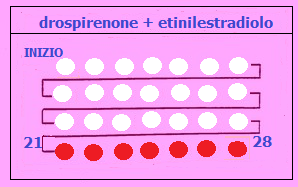 drospirenone + etinilestradiolo
INIZIO
21 28